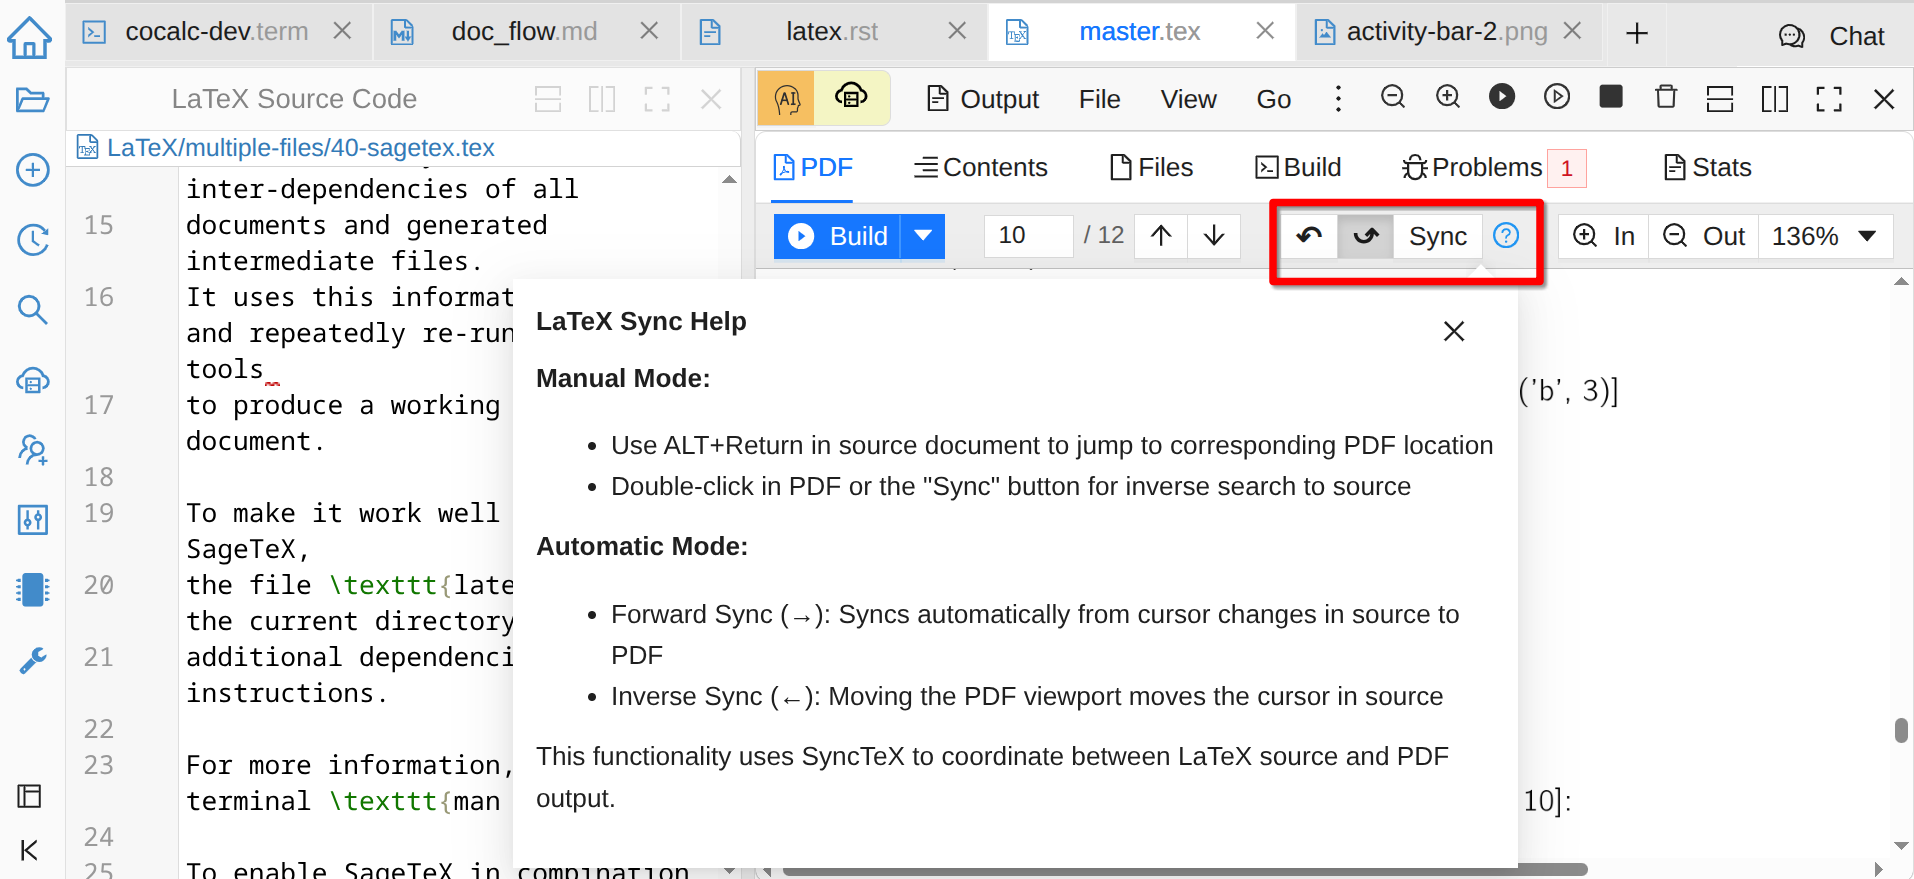 cocalc-dev.term
doc_flow.md
latex.rst
master.tex
activity-bar-2.png
Chat
LaTeX Source Code
AI
Output
File
View
Go
LaTeX/multiple-files/40-sagetex.tex
PDF
Contents
Files
Build
Problems
1
Stats
Build
10
/ 12
Sync
In
Out
136%
inter-dependencies of all
15
documents and generated
intermediate files.
16
It uses this informat
and repeatedly re-run
tools
17
to produce a working
document.
18
19
To make it work well
SageTeX,
20
the file \texttt{late
the current directory
21
additional dependenci
instructions.
22
23
For more information,
terminal \texttt{man
24
25
To enable SageTeX in combination
LaTeX Sync Help
Manual Mode:
• Use ALT+Return in source document to jump to corresponding PDF location
• Double-click in PDF or the "Sync" button for inverse search to source
Automatic Mode:
• Forward Sync (→): Syncs automatically from cursor changes in source to
PDF
• Inverse Sync (←): Moving the PDF viewport moves the cursor in source
This functionality uses SyncTeX to coordinate between LaTeX source and PDF
output.
('b', 3)]
10]: